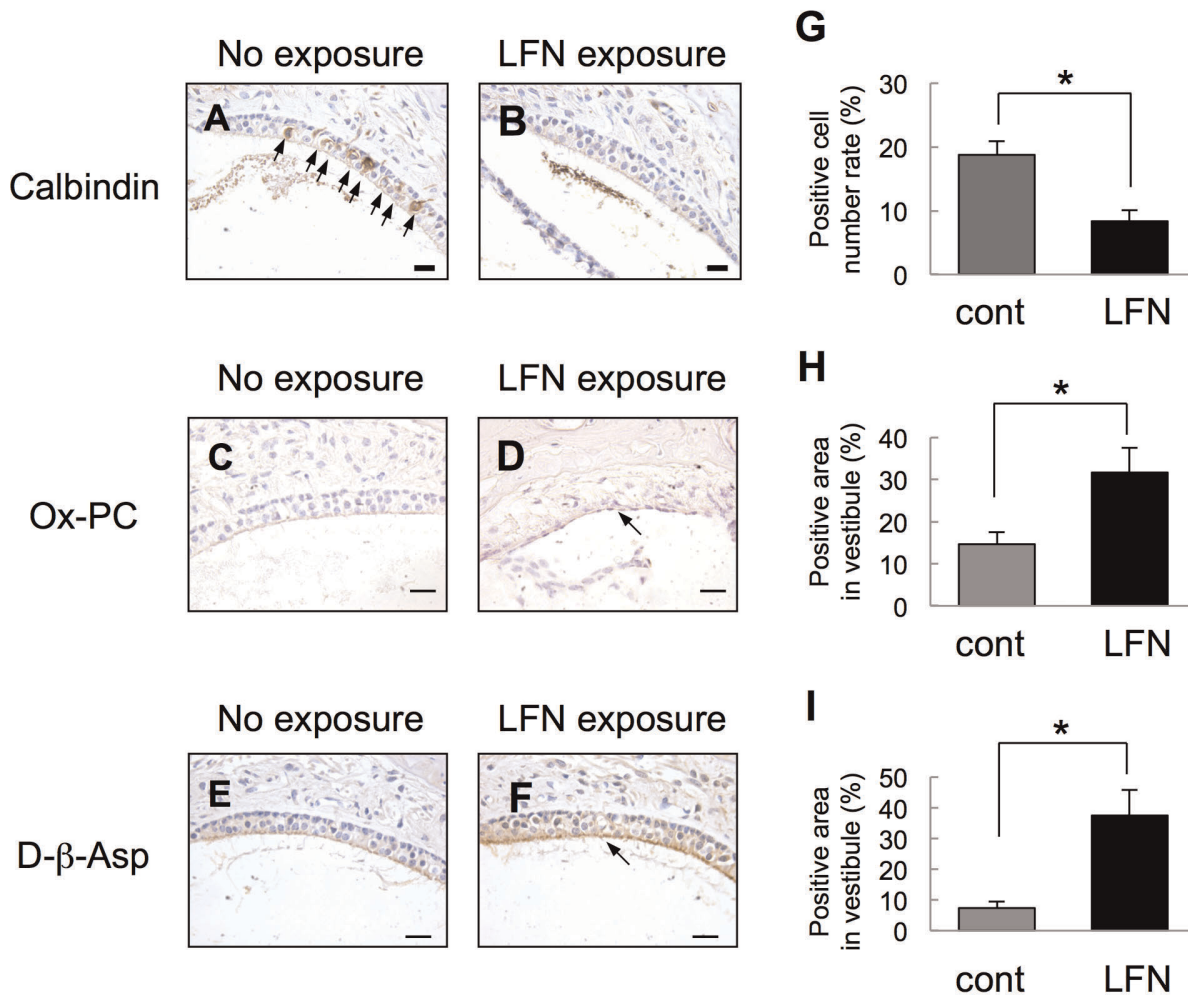 No exposure LFN exposure
Calbindin
A
B
G
Positive cell
number rate (%)
30
20
10
0
*
cont LFN
No exposure LFN exposure
Ox-PC
C
D
H
Positive area
in vestibule (%)
40
30
20
10
0
*
cont LFN
No exposure LFN exposure
D-β-Asp
E
F
I
Positive area
in vestibule (%)
50
40
30
20
10
0
*
cont LFN